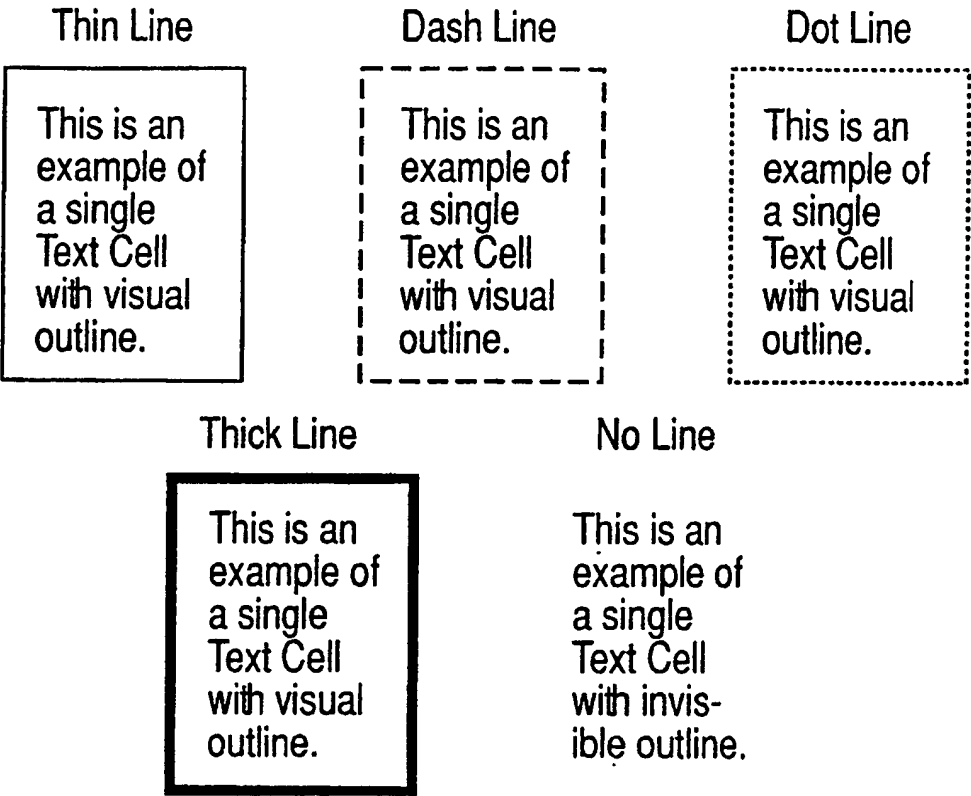 Thin Line
This is an
example of
a single
Text Cell
with visual
outline.
Dash Line
This is an
example of
a single
Text Cell
with visual
outline.
Dot Line
This is an
example of
a single
Text Cell
with visual
outline.
Thick Line
This is an
example of
a single
Text Cell
with visual
outline.
No Line
This is an
example of
a single
Text Cell
with invis-
ible outline.